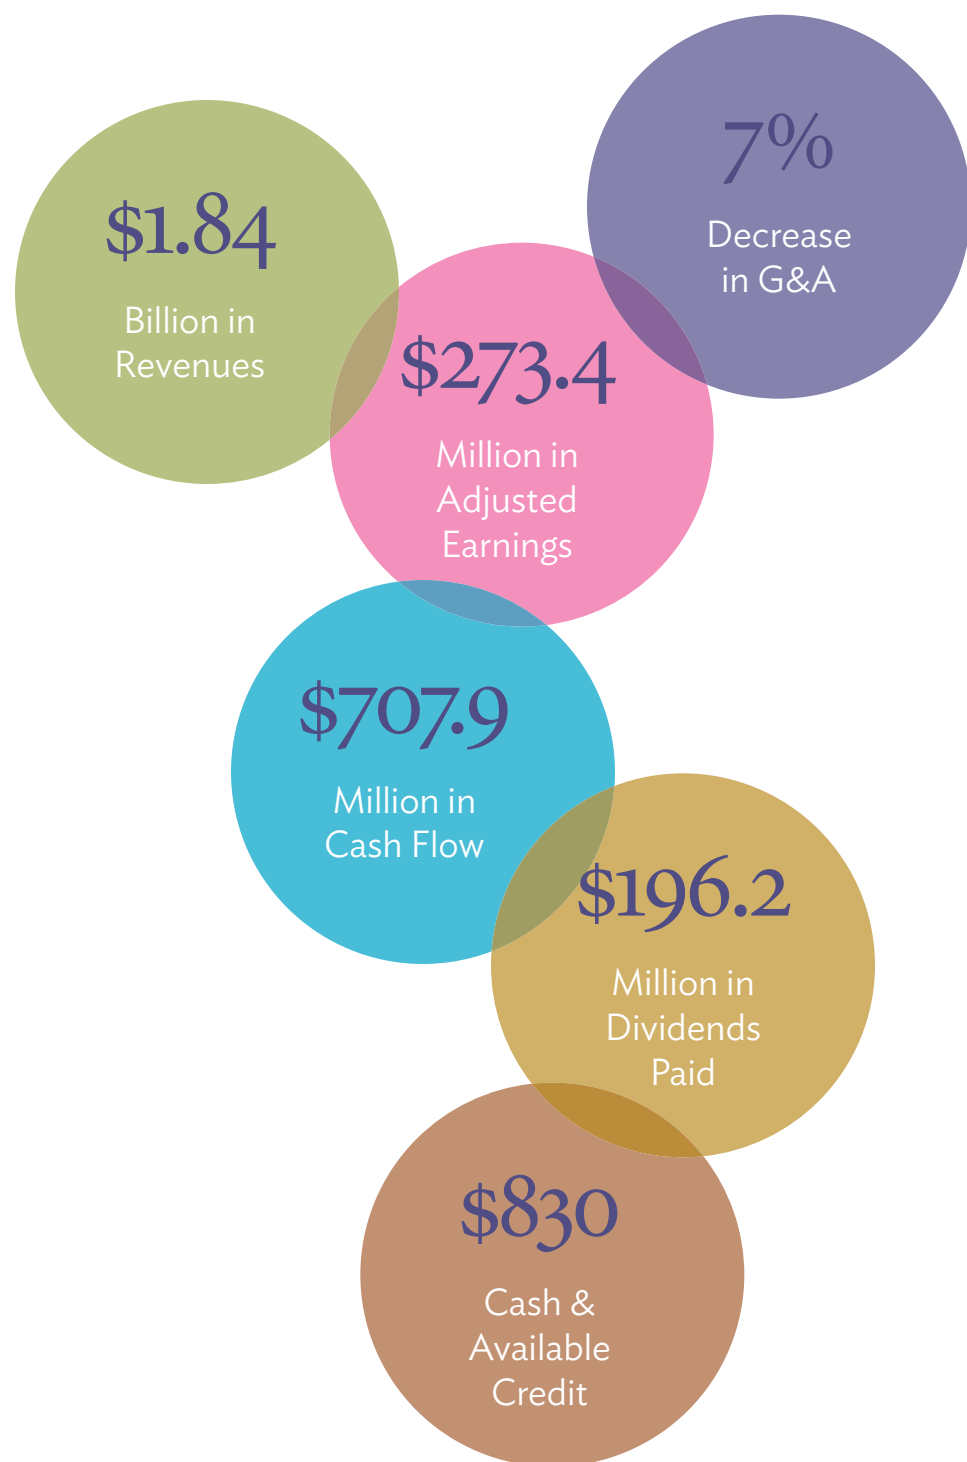 $1.84
Billion in
Revenues
7%
Decrease
in G&A
$273.4
Million in
Adjusted
Earnings
$707.9
Million in
Cash Flow
$196.2
Million in
Dividends
Paid
$830
Cash &
Available
Credit